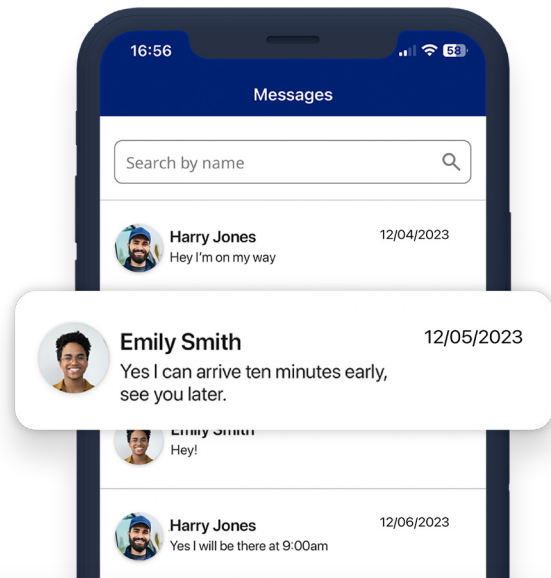 16:56
58
Messages
Search by name
Harry Jones
12/04/2023
Hey I'm on my way
Emily Smith
12/05/2023
Yes I can arrive ten minutes early,
see you later.
Emily Smith
Hey!
Harry Jones
12/06/2023
Yes I will be there at 9:00am